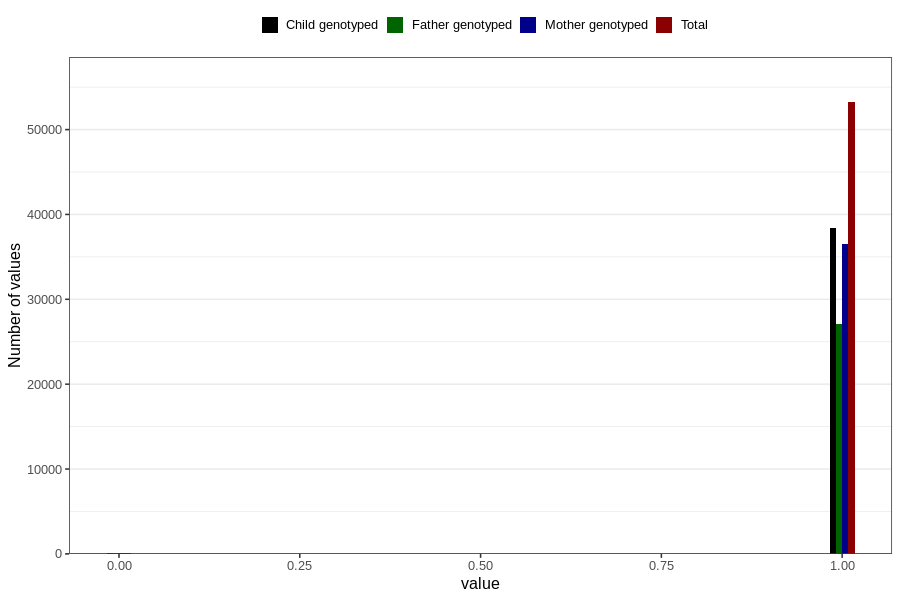 Child genotyped Father genotyped Mother genotyped Total
Number of values
50000
40000
30000
20000
10000
0
0.00 0.25 0.50 0.75 1.00
value